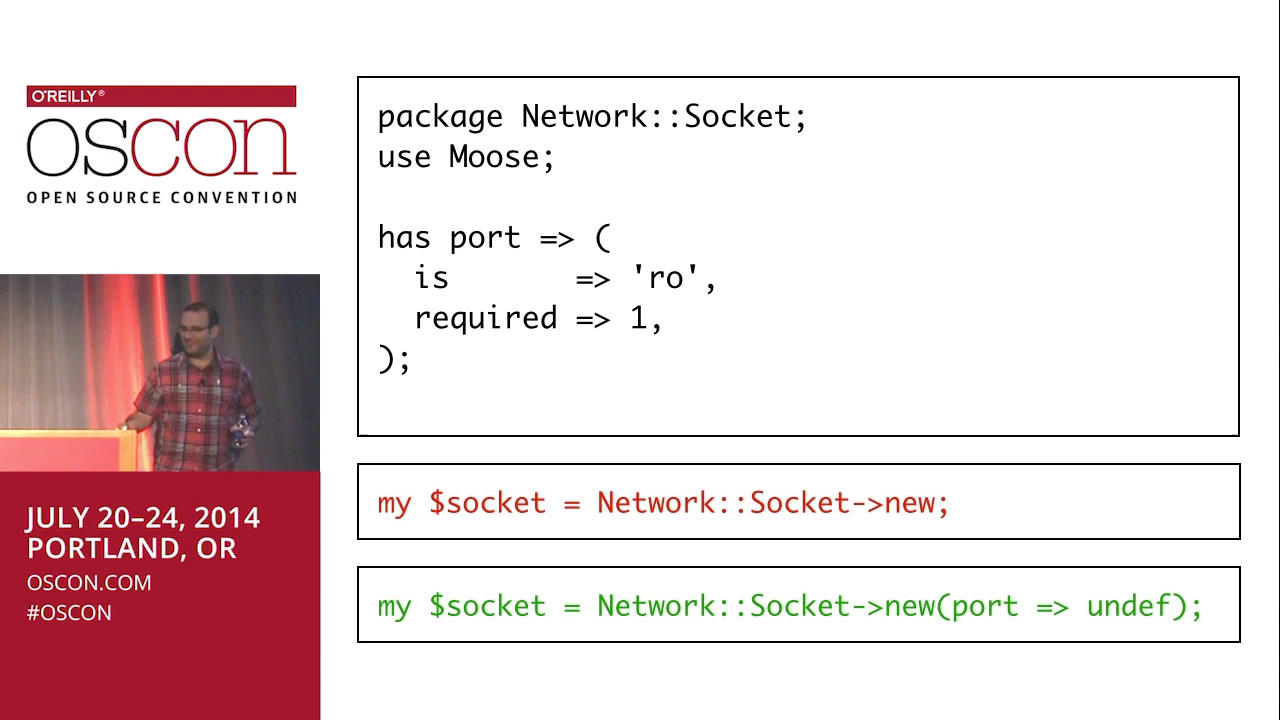 O'REILLY®
OSCON
OPEN SOURCE CONVENTION
JULY 20–24, 2014
PORTLAND, OR
OSCON.COM
#OSCON
package Network::Socket;
use Moose;
has port => (
  is       => 'ro',
  required => 1,
);
my $socket = Network::Socket->new;
my $socket = Network::Socket->new(port => undef);